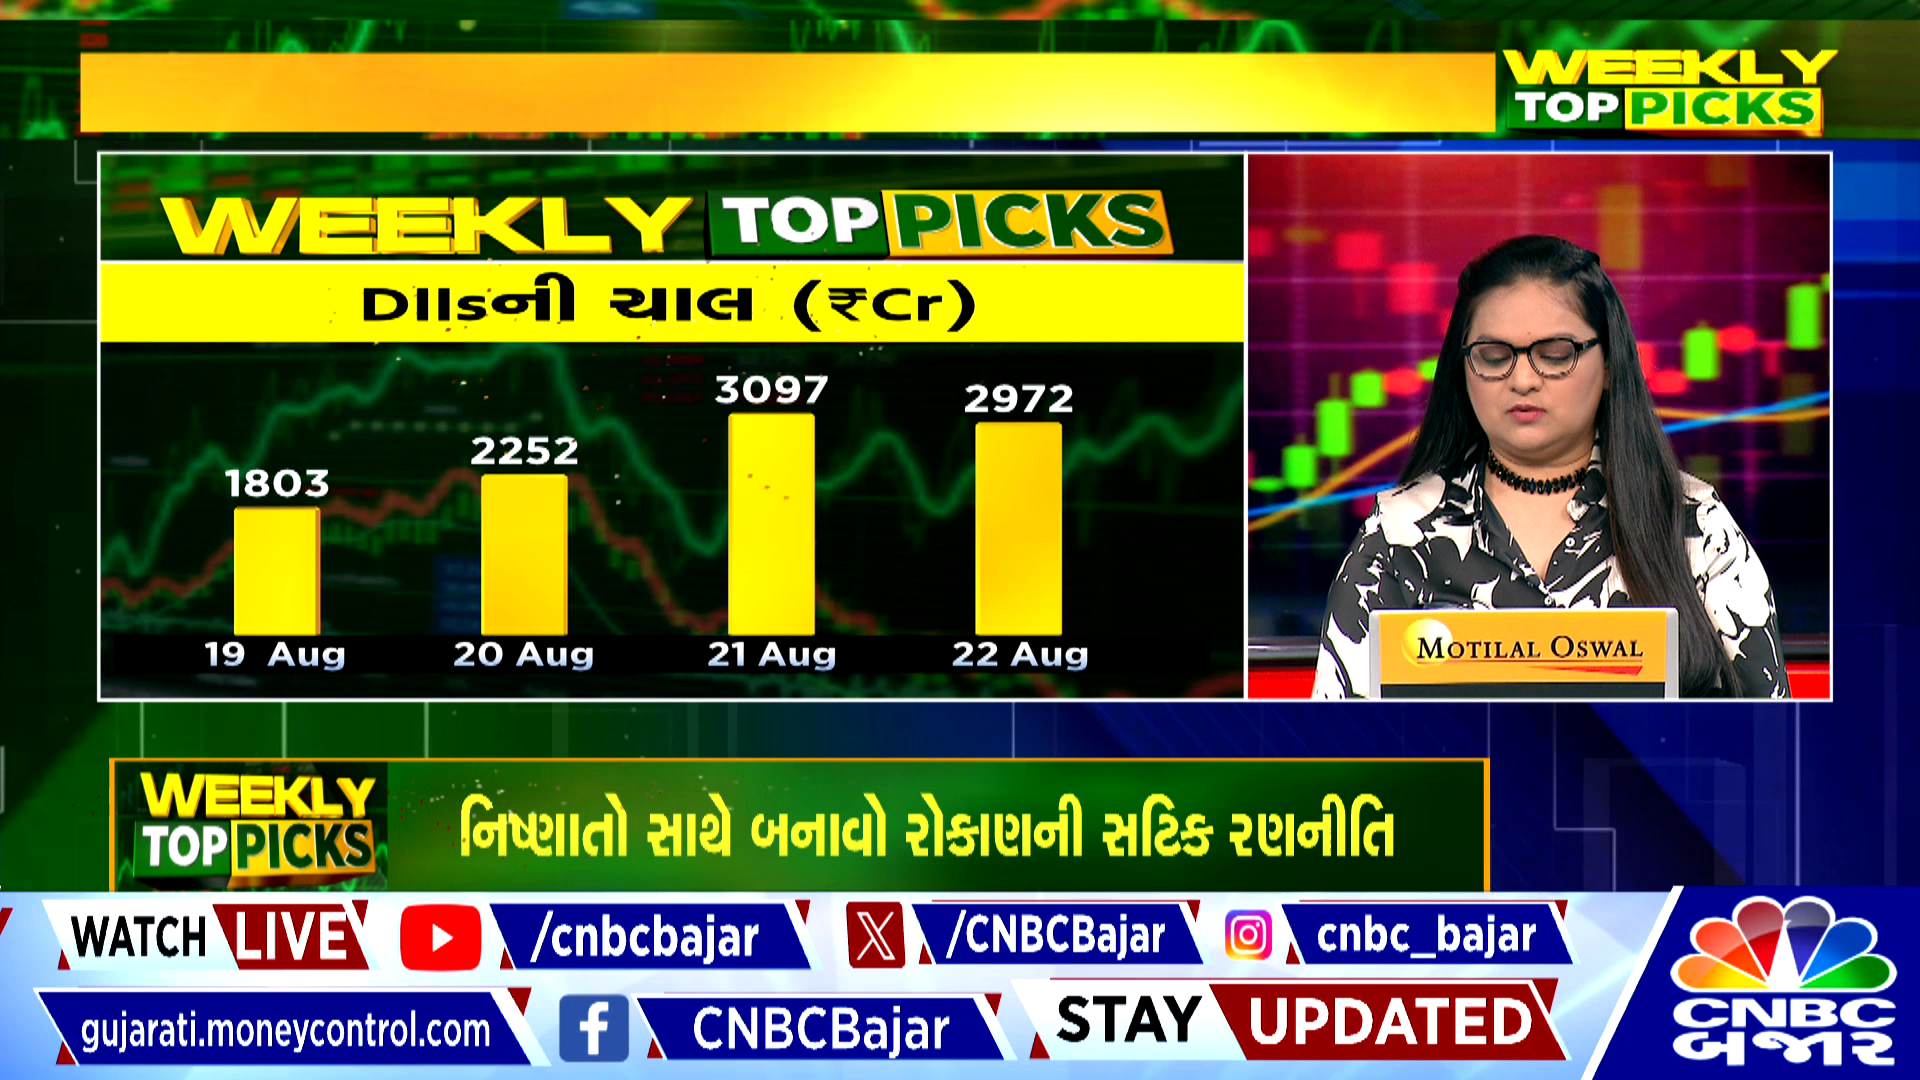 WEEKLY
TOP PICKS
WEEKLY TOP PICKS
DIIsની ચાલ (₹Cr)
1803 2252 3097 2972
19 Aug 20 Aug 21 Aug 22 Aug
MOTILAL OSWAL
WEEKLY
TOP PICKS
નિષ્ણાતો સાથે બનાવો રોકાણની સટિક રણનીતિ
WATCH LIVE /cnbcbajar /CNBCBajar cnbc_bajar
gujarati.moneycontrol.com CNBCBajar STAY UPDATED
CNBC
બજાર